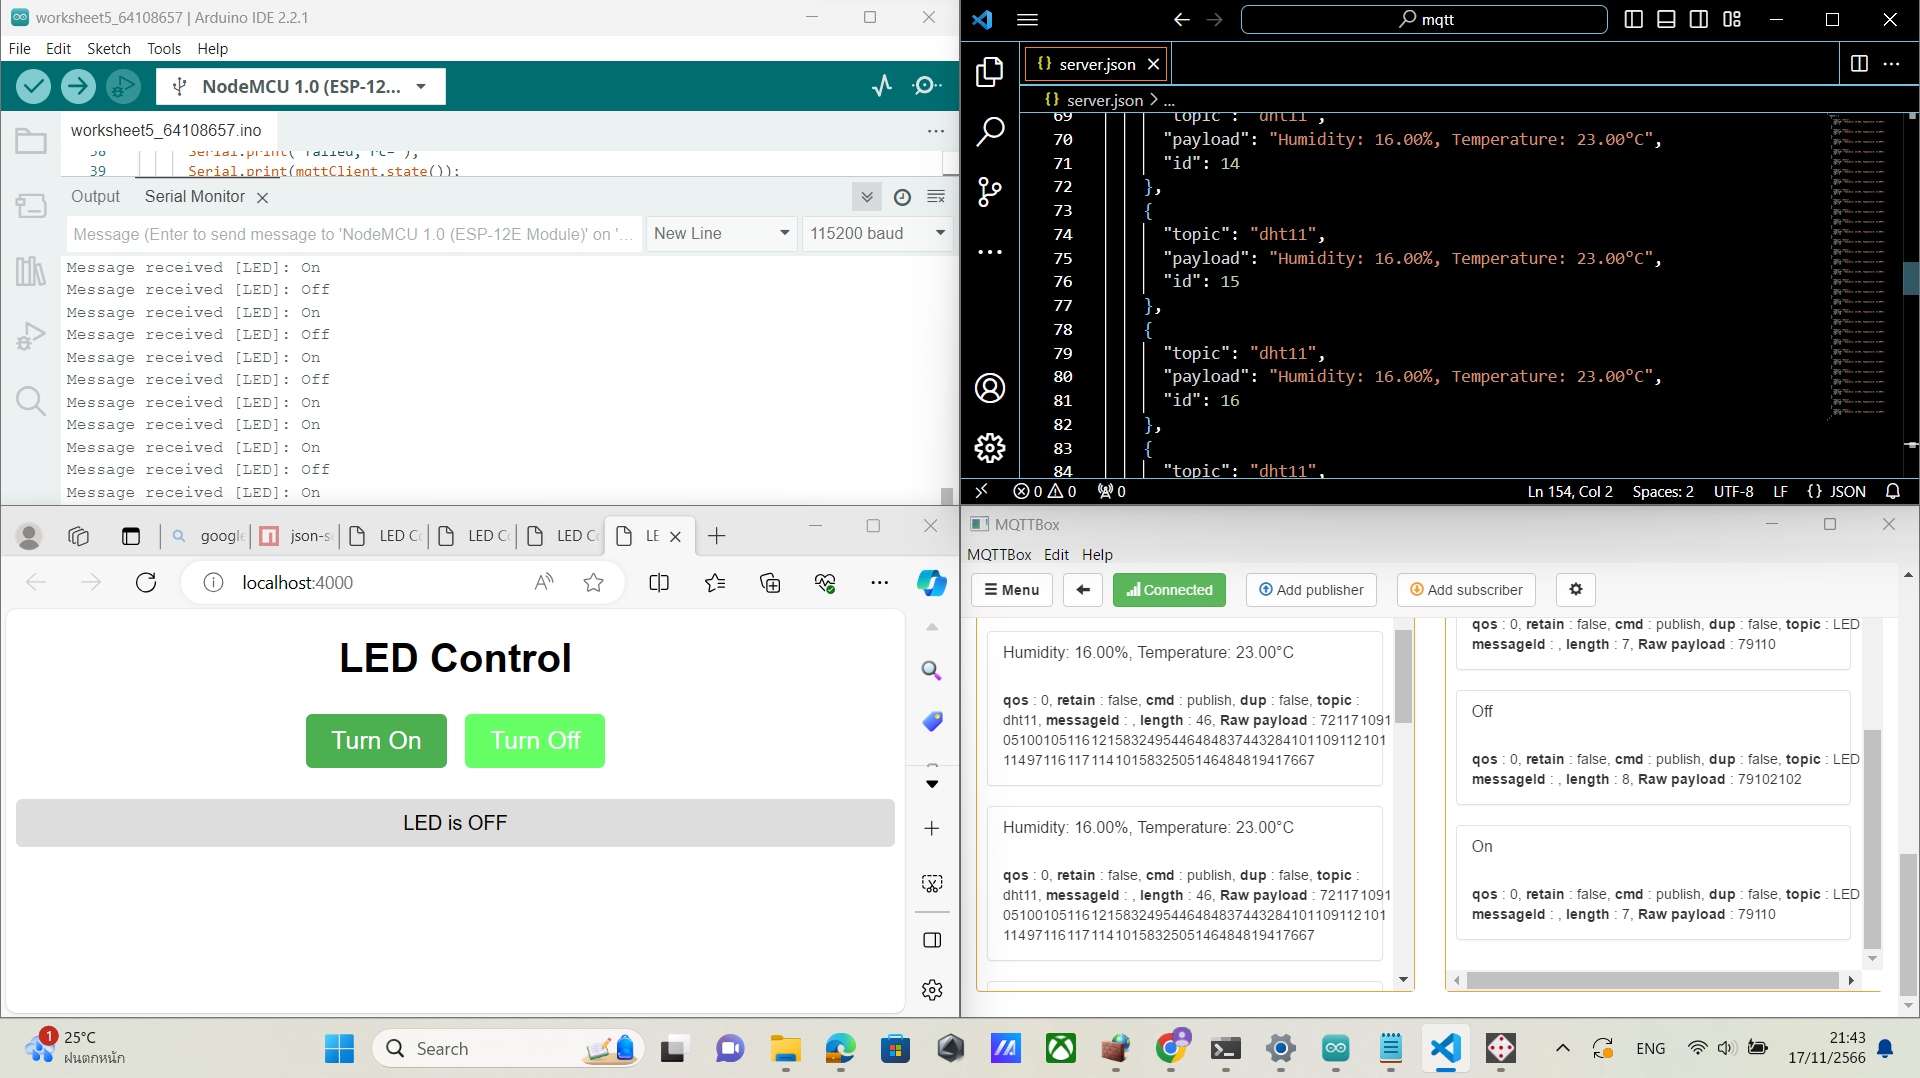 worksheet5_64108657 | Arduino IDE 2.2.1
File Edit Sketch Tools Help
NodeMCU 1.0 (ESP-12...
worksheet5_64108657.ino
38 Serial.print("failed, rc=");
39 Serial.print(mqttClient.state());
Output Serial Monitor
Message (Enter to send message to 'NodeMCU 1.0 (ESP-12E Module)' on '...
New Line
115200 baud
Message received [LED]: On
Message received [LED]: Off
Message received [LED]: On
Message received [LED]: Off
Message received [LED]: On
Message received [LED]: Off
Message received [LED]: On
Message received [LED]: On
Message received [LED]: On
Message received [LED]: Off
Message received [LED]: On
mqtt
server.json
server.json > ...
69 "topic": "dht11",
70 "payload": "Humidity: 16.00%, Temperature: 23.00°C",
71 "id": 14
72 },
73 {
74 "topic": "dht11",
75 "payload": "Humidity: 16.00%, Temperature: 23.00°C",
76 "id": 15
77 },
78 {
79 "topic": "dht11",
80 "payload": "Humidity: 16.00%, Temperature: 23.00°C",
81 "id": 16
82 },
83 {
84 "topic": "dht11",
0 0 0
Ln 154, Col 2 Spaces: 2 UTF-8 LF {} JSON
google json-s LED Co LED Co LED Co LE
localhost:4000
LED Control
Turn On Turn Off
LED is OFF
MQTTBox
MQTTBox Edit Help
Menu Connected Add publisher Add subscriber
Humidity: 16.00%, Temperature: 23.00°C
qos : 0, retain : false, cmd : publish, dup : false, topic :
dht11, messageId : , length : 46, Raw payload : 721171091
05100105116121583249544648483744328410110911210 1
11497116117114101583250514648481941 7667
Humidity: 16.00%, Temperature: 23.00°C
qos : 0, retain : false, cmd : publish, dup : false, topic :
dht11, messageId : , length : 46, Raw payload : 721171091
05100105116121583249544648483744328410110911210 1
11497116117114101583250514648481941 7667
qos : 0, retain : false, cmd : publish, dup : false, topic : LED
messageId : , length : 7, Raw payload : 79110
Off
qos : 0, retain : false, cmd : publish, dup : false, topic : LED
messageId : , length : 8, Raw payload : 79102102
On
qos : 0, retain : false, cmd : publish, dup : false, topic : LED
messageId : , length : 7, Raw payload : 79110
1
25°C
ฝนตกหนัก
Search
ENG
21:43
17/11/2566